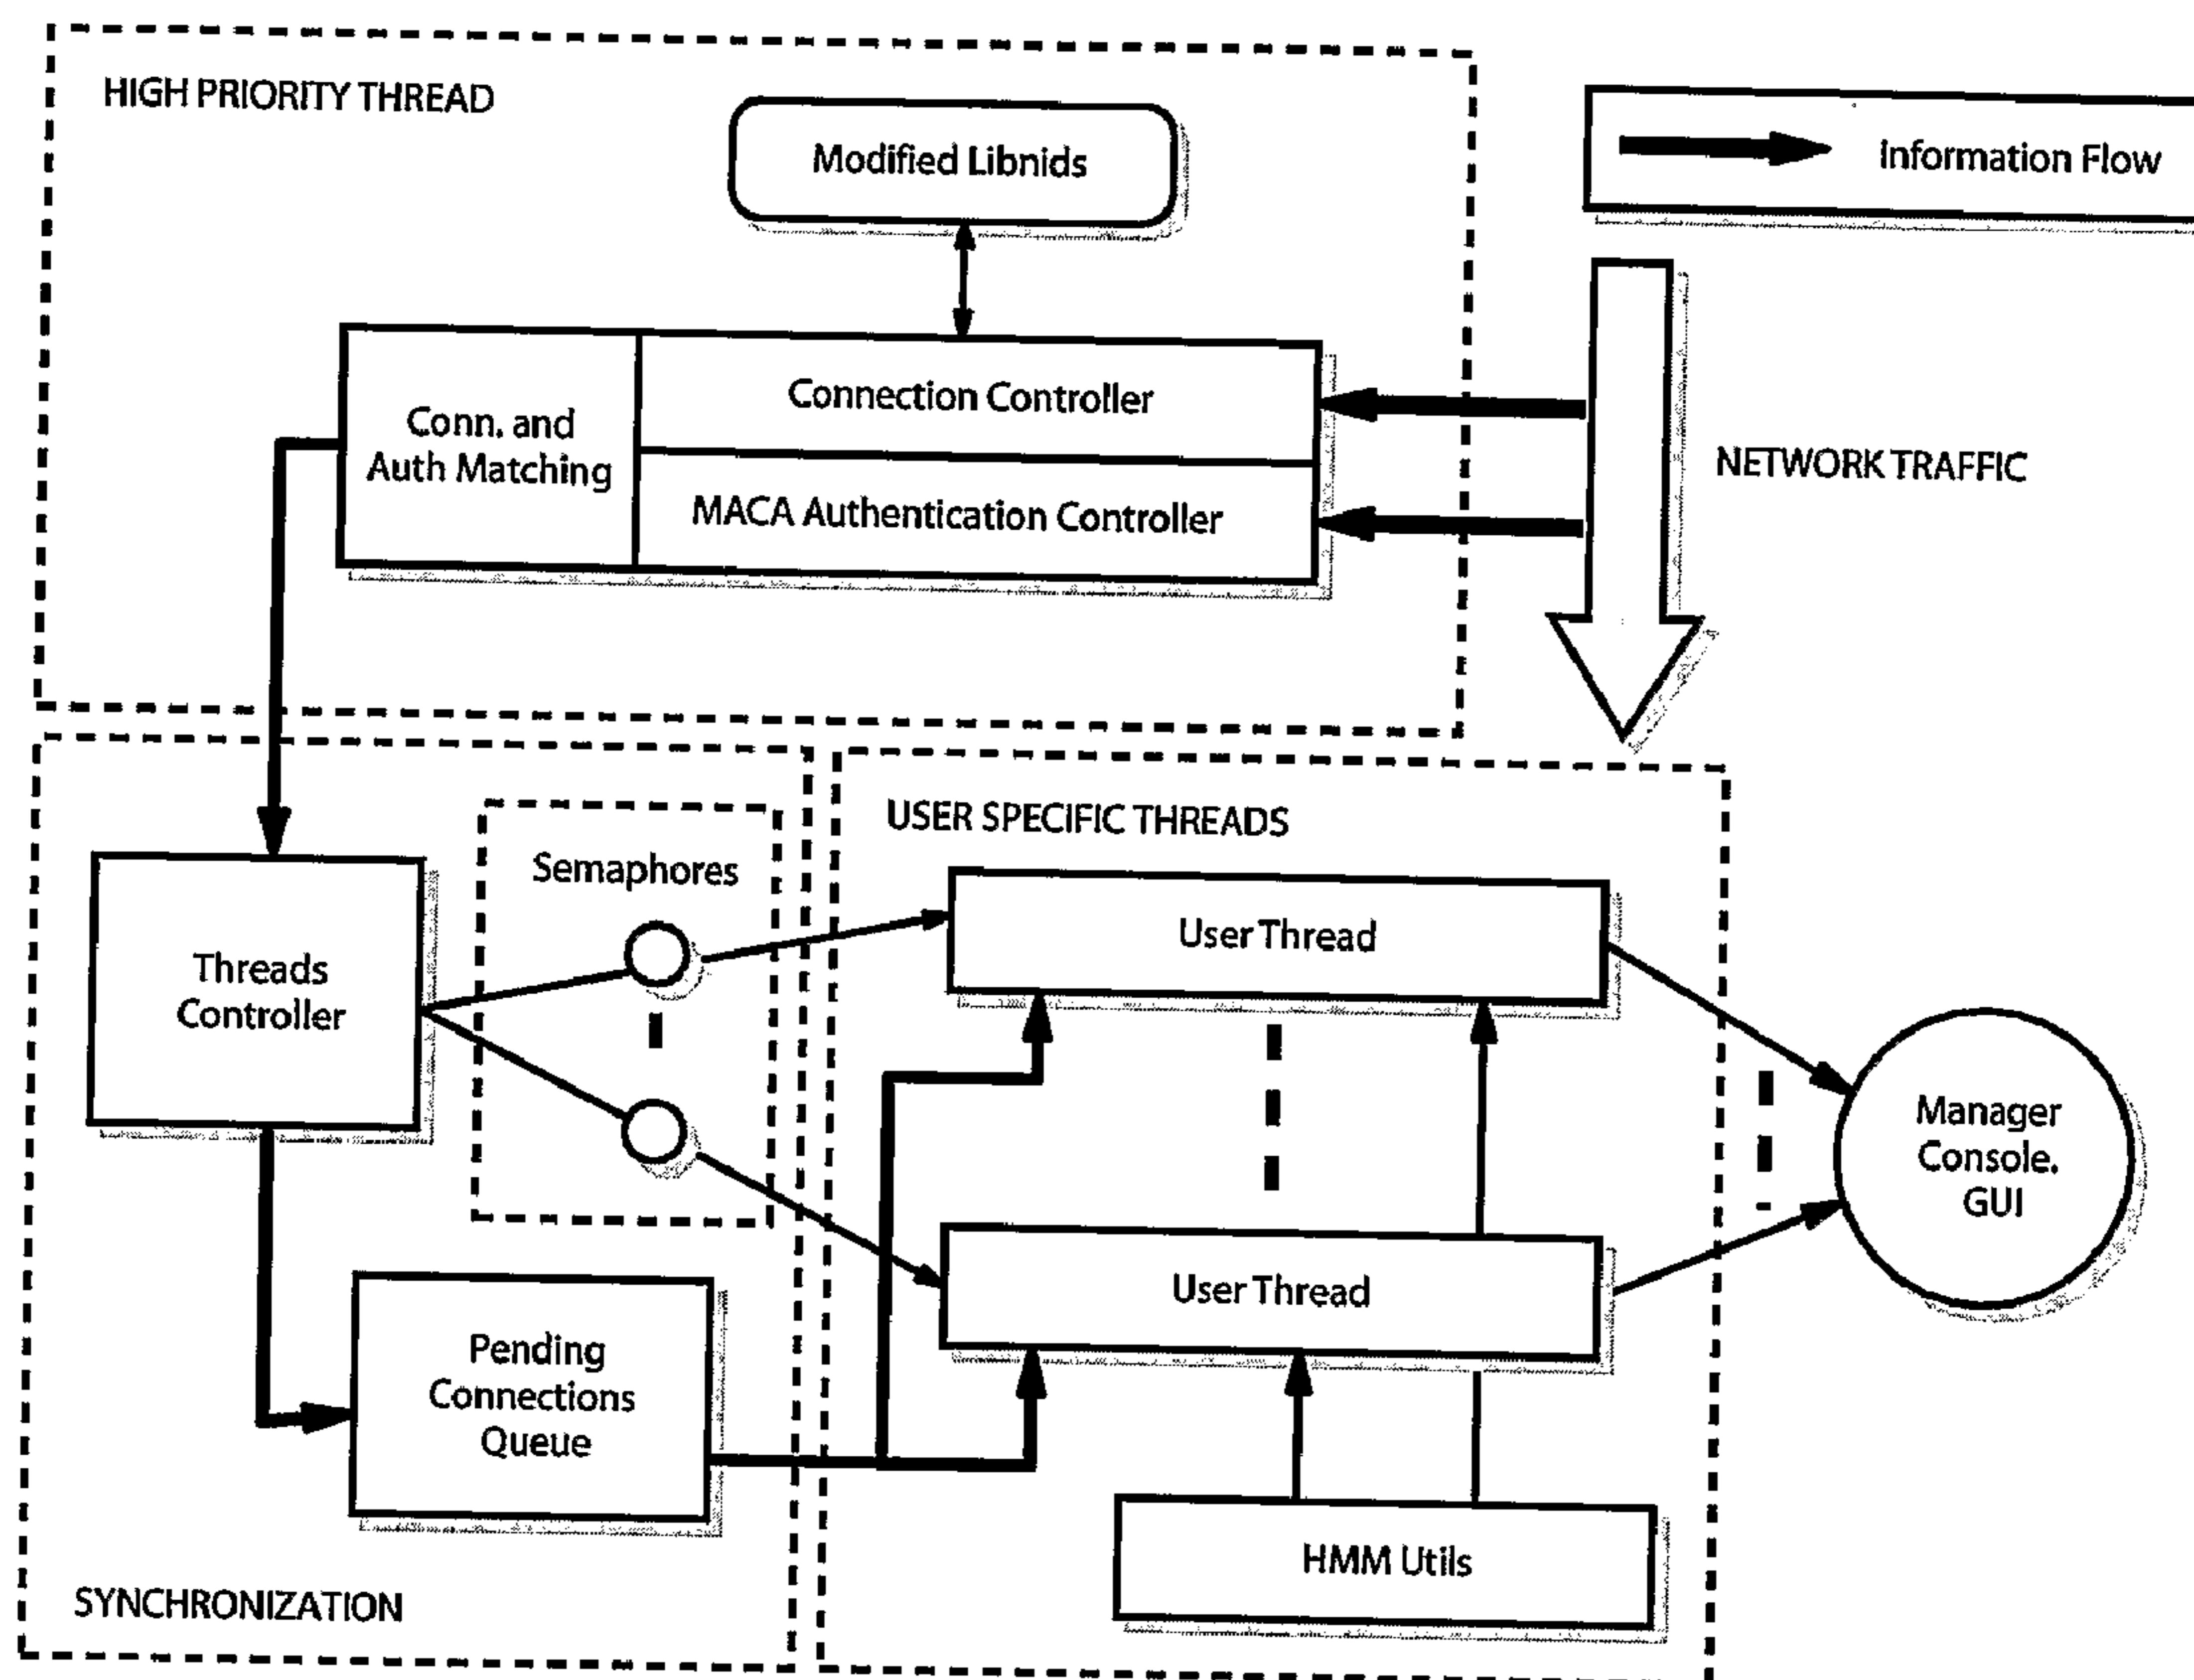 HIGH PRIORITY THREAD
Modified Libnids
Information Flow
Conn. and
Auth Matching
Connection Controller
MACA Authentication Controller
NETWORK TRAFFIC
USER SPECIFIC THREADS
Semaphores
Threads
Controller
User Thread
Manager
Console.
GUI
User Thread
Pending
Connections
Queue
HMM Utils
SYNCHRONIZATION